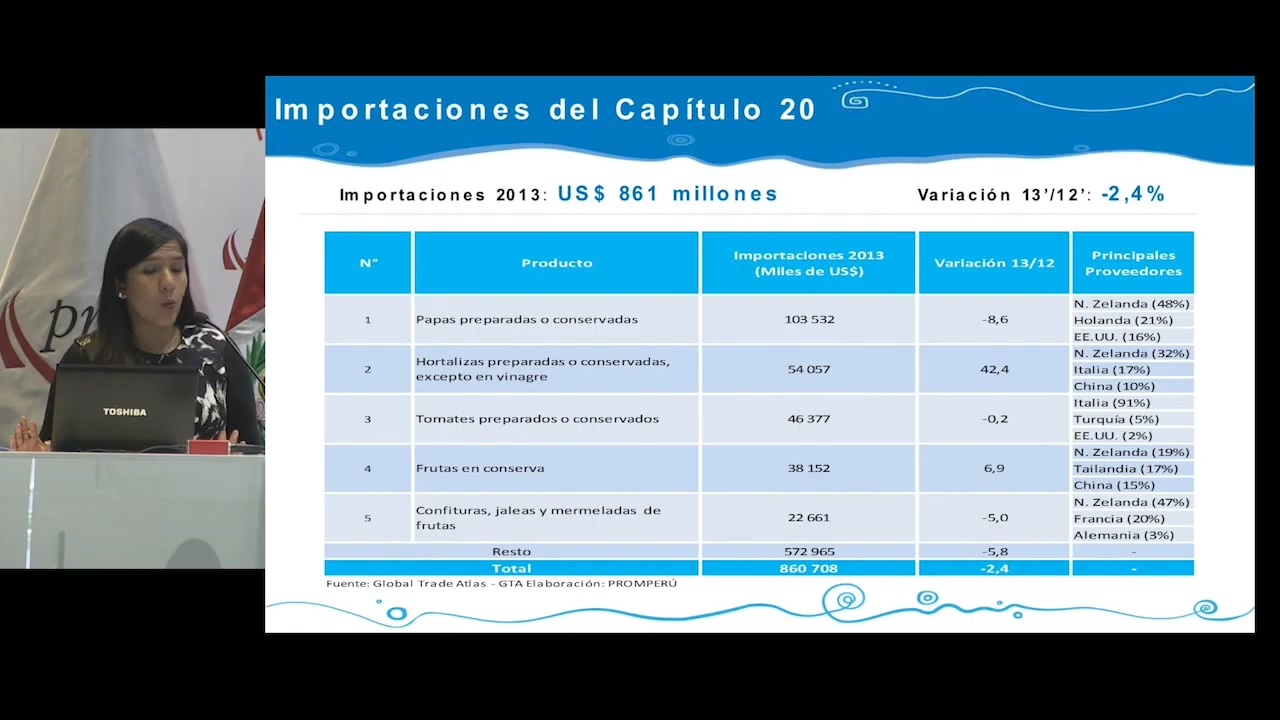 Importaciones del Capítulo 20
Importaciones 2013: US$ 861 millones
Variación 13'/12': -2,4%
N° Producto Importaciones 2013 (Miles de US$) Variación 13/12 Principales Proveedores
1 Papas preparadas o conservadas 103 532 -8,6
N. Zelanda (48%)
Holanda (21%)
EE.UU. (16%)
2 Hortalizas preparadas o conservadas, excepto en vinagre 54 057 42,4
N. Zelanda (32%)
Italia (17%)
China (10%)
3 Tomates preparados o conservados 46 377 -0,2
Italia (91%)
Turquía (5%)
EE.UU. (2%)
4 Frutas en conserva 38 152 6,9
N. Zelanda (19%)
Tailandia (17%)
China (15%)
5 Confituras, jaleas y mermeladas de frutas 22 661 -5,0
N. Zelanda (47%)
Francia (20%)
Alemania (3%)
Resto 572 965 -5,8 -
Total 860 708 -2,4 -
Fuente: Global Trade Atlas - GTA Elaboración: PROMPERÚ
TOSHIBA